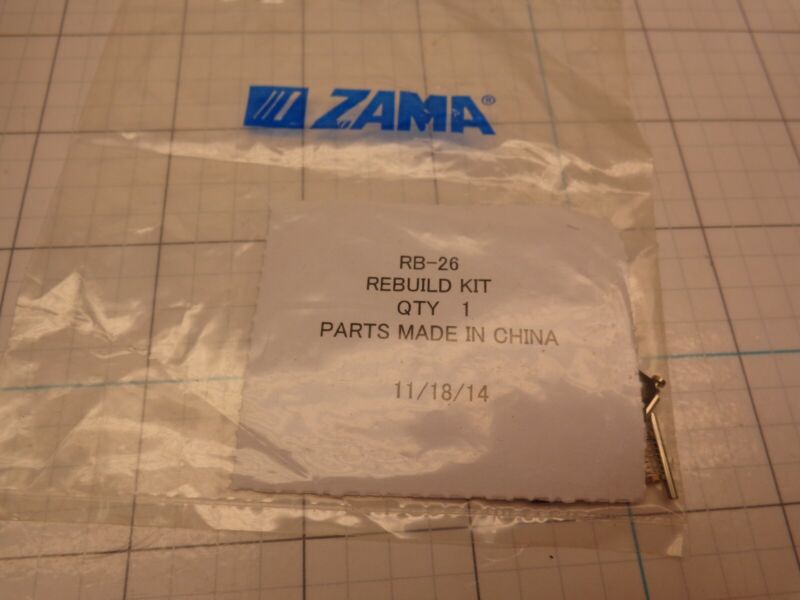 ZAMA®
RB-26
REBUILD KIT
QTY 1
PARTS MADE IN CHINA
11/18/14